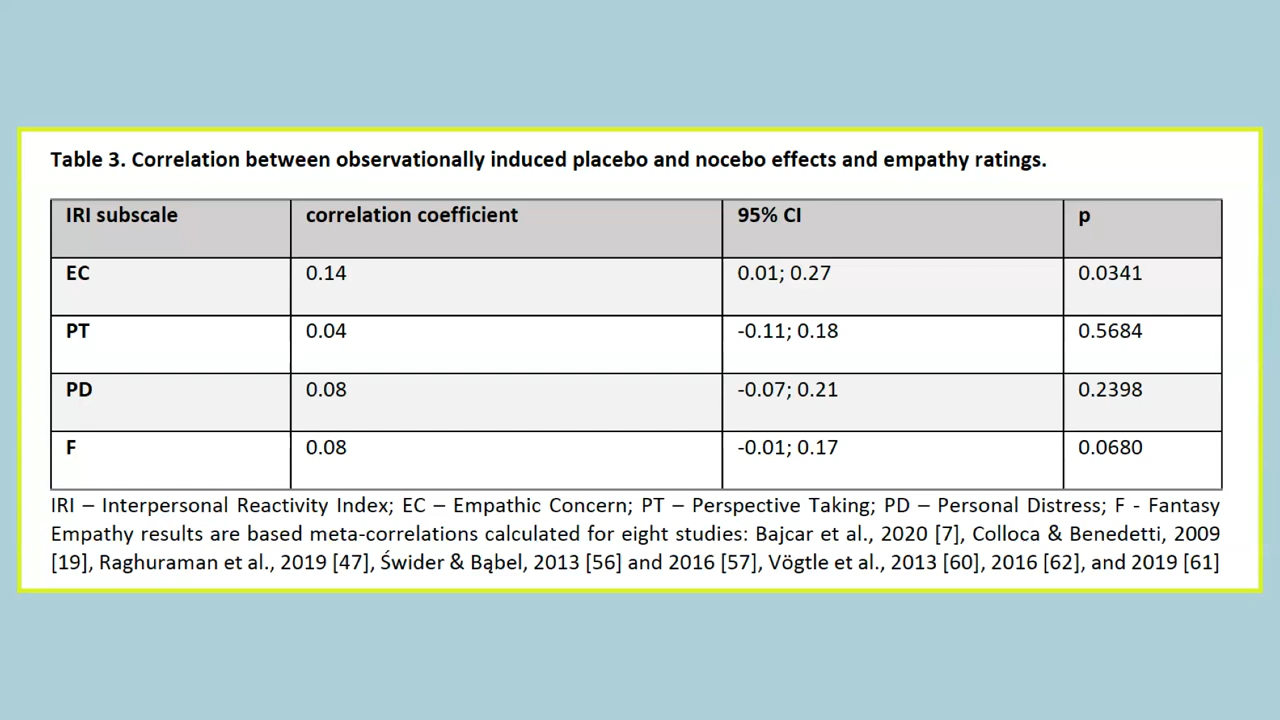 Table 3. Correlation between observationally induced placebo and nocebo effects and empathy ratings.
IRI subscale correlation coefficient 95% CI p
EC 0.14 0.01; 0.27 0.0341
PT 0.04 -0.11; 0.18 0.5684
PD 0.08 -0.07; 0.21 0.2398
F 0.08 -0.01; 0.17 0.0680
IRI – Interpersonal Reactivity Index; EC – Empathic Concern; PT – Perspective Taking; PD – Personal Distress; F - Fantasy
Empathy results are based meta-correlations calculated for eight studies: Bajcar et al., 2020 [7], Colloca & Benedetti, 2009
[19], Raghuraman et al., 2019 [47], Świder & Bąbel, 2013 [56] and 2016 [57], Vögtle et al., 2013 [60], 2016 [62], and 2019 [61]